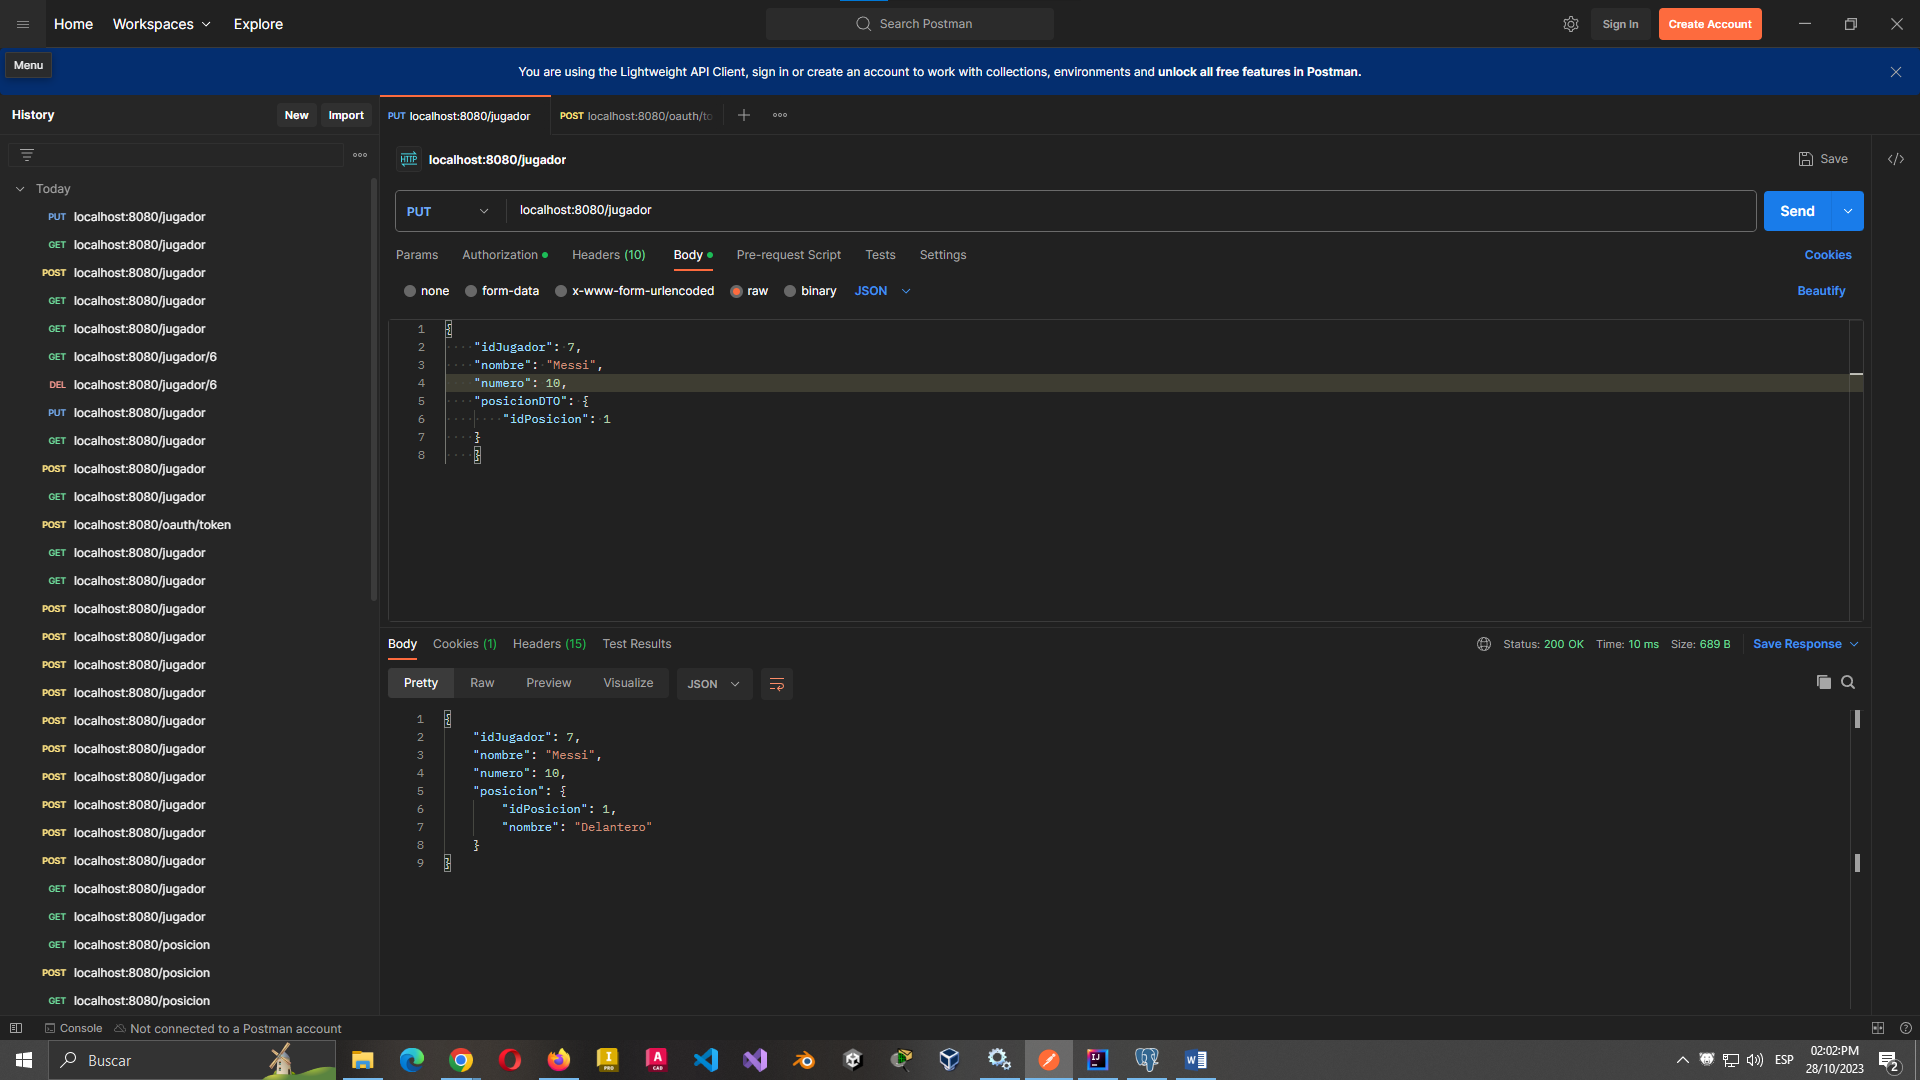 Home
Workspaces
Explore
Search Postman
Sign In
Create Account
Menu
You are using the Lightweight API Client, sign in or create an account to work with collections, environments and unlock all free features in Postman.
History
New
Import
PUT localhost:8080/jugador
POST localhost:8080/oauth/to
Today
PUT localhost:8080/jugador
GET localhost:8080/jugador
POST localhost:8080/jugador
GET localhost:8080/jugador
GET localhost:8080/jugador
GET localhost:8080/jugador/6
DEL localhost:8080/jugador/6
PUT localhost:8080/jugador
GET localhost:8080/jugador
POST localhost:8080/jugador
GET localhost:8080/jugador
POST localhost:8080/oauth/token
GET localhost:8080/jugador
GET localhost:8080/jugador
POST localhost:8080/jugador
POST localhost:8080/jugador
POST localhost:8080/jugador
POST localhost:8080/jugador
POST localhost:8080/jugador
POST localhost:8080/jugador
POST localhost:8080/jugador
POST localhost:8080/jugador
POST localhost:8080/jugador
POST localhost:8080/jugador
GET localhost:8080/jugador
GET localhost:8080/jugador
GET localhost:8080/posicion
POST localhost:8080/posicion
GET localhost:8080/posicion
HTTP localhost:8080/jugador
Save
PUT
localhost:8080/jugador
Send
Params
Authorization
Headers (10)
Body
Pre-request Script
Tests
Settings
Cookies
none
form-data
x-www-form-urlencoded
raw
binary
JSON
Beautify
1 {
2 "idJugador": 7,
3 "nombre": "Messi",
4 "numero": 10,
5 "posicionDTO": {
6 "idPosicion": 1
7 }
8 }
Body
Cookies (1)
Headers (15)
Test Results
Status: 200 OK
Time: 10 ms
Size: 689 B
Save Response
Pretty
Raw
Preview
Visualize
JSON
1 {
2 "idJugador": 7,
3 "nombre": "Messi",
4 "numero": 10,
5 "posicion": {
6 "idPosicion": 1,
7 "nombre": "Delantero"
8 }
9 }
Console
Not connected to a Postman account
Buscar
I
PRO
A
CAD
IJ
W
ESP
02:02:PM
28/10/2023
2